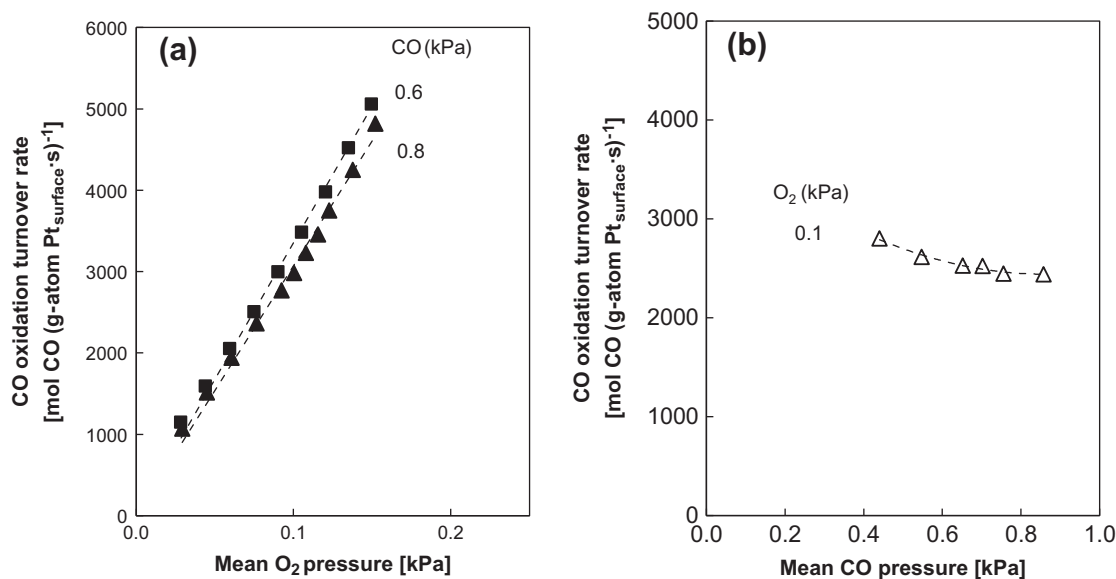 (a)
CO (kPa)
0.6
0.8
6000
5000
4000
3000
2000
1000
0
0.0
0.1
0.2
Mean O₂ pressure [kPa]
CO oxidation turnover rate
[mol CO (g-atom Pt_surface·s)⁻¹]
(b)
O₂ (kPa)
0.1
5000
4000
3000
2000
1000
0
0.0
0.2
0.4
0.6
0.8
1.0
Mean CO pressure [kPa]
CO oxidation turnover rate
[mol CO (g-atom Pt_surface·s)⁻¹]